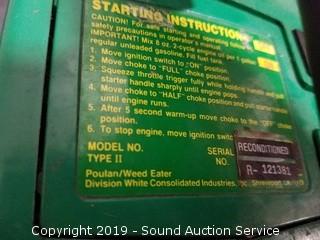 STARTING INSTRUCTIONS
CAUTION! For safe starting and operating follow all
safety precautions in operator's manual.
IMPORTANT! Mix 8 oz. 2-cycle engine oil per 1 gallon
regular unleaded gasoline. Fill fuel tank.
1. Move ignition switch to "ON" position.
2. Move choke to "FULL" choke position.
3. Squeeze throttle trigger fully while holding handle and pull
starter handle sharply until engine pops.
4. Move choke to "HALF" choke position and pull starter handle
until engine runs.
5. After 5 second warm-up move choke to the "OFF" choke
position.
6. To stop engine, move ignition switch
MODEL NO.
SERIAL
TYPE II
NO.
RECONDITIONED
R- 121381
Poulan/Weed Eater
Division White Consolidated Industries, Inc. Shreveport, LA
Copyright 2019 - Sound Auction Service